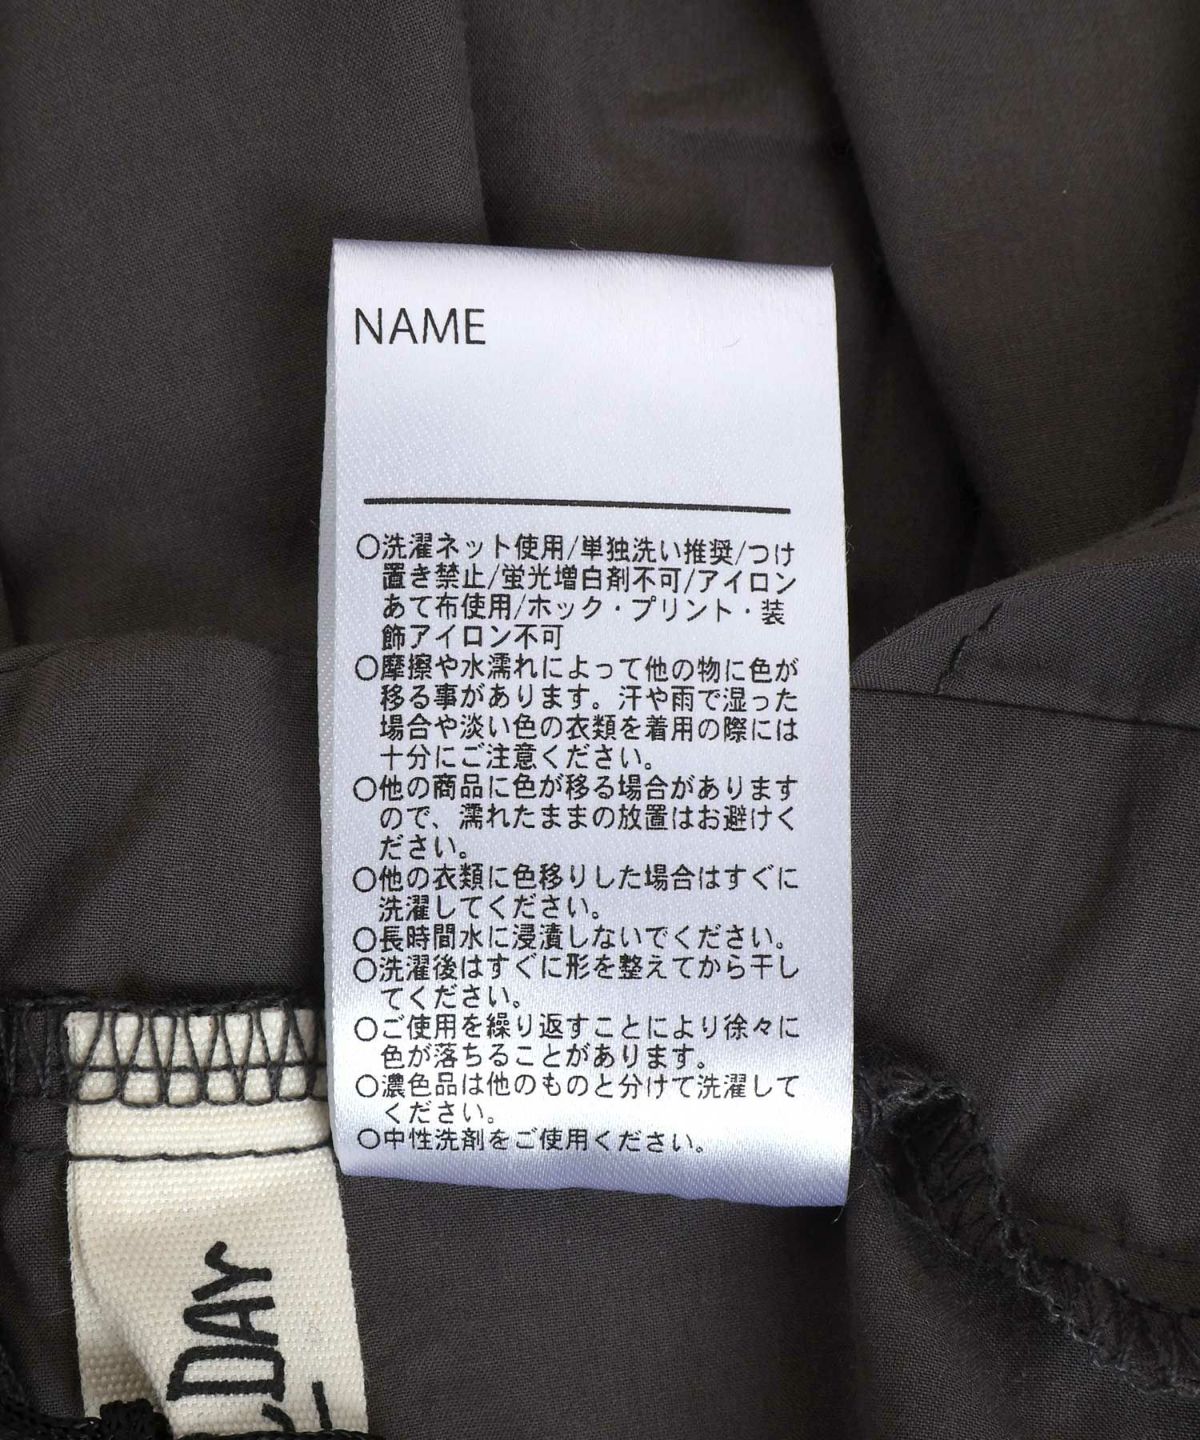 NAME
○洗濯ネット使用/単独洗い推奨/つけ
置き禁止/蛍光増白剤不可/アイロン
あて布使用/ホック・プリント・装
飾アイロン不可
○摩擦や水濡れによって他の物に色が
移る事があります。汗や雨で湿った
場合や淡い色の衣類を着用の際には
十分にご注意ください。
○他の商品に色が移る場合があります
ので、濡れたままの放置はお避けく
ださい。
○他の衣類に色移りした場合はすぐに
洗濯してください。
○長時間水に浸漬しないでください。
○洗濯後はすぐに形を整えてから干し
てください。
○ご使用を繰り返すことにより徐々に
色が落ちることがあります。
○濃色品は他のものと分けて洗濯して
ください。
○中性洗剤をご使用ください。
DAY